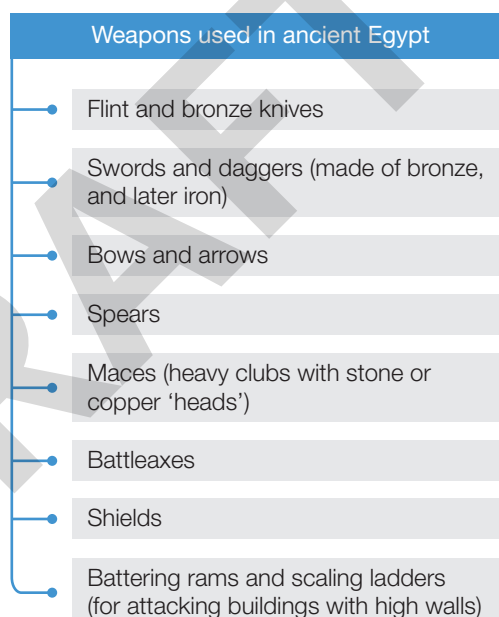 Weapons used in ancient Egypt
Flint and bronze knives
Swords and daggers (made of bronze,
and later iron)
Bows and arrows
Spears
Maces (heavy clubs with stone or
copper ‘heads’)
Battleaxes
Shields
Battering rams and scaling ladders
(for attacking buildings with high walls)
RAFT